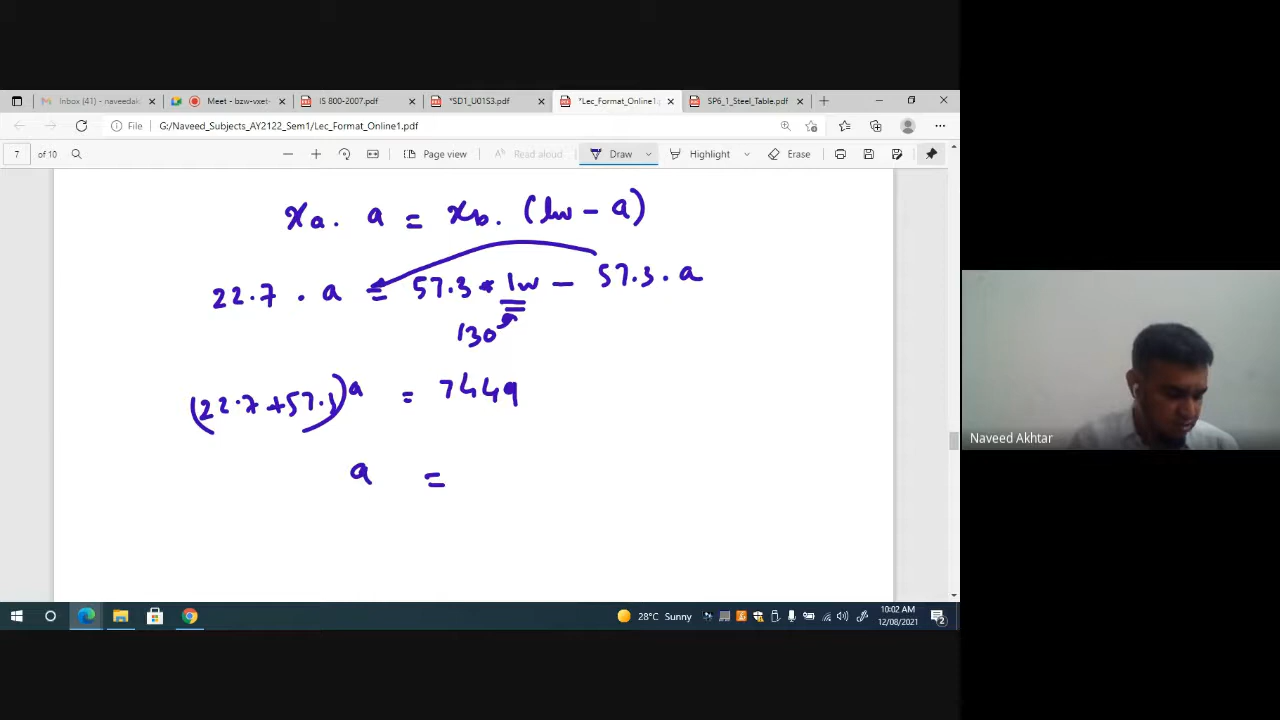 Inbox (41) - naveedak
Meet - bzw-vxet-
IS 800-2007.pdf
*SD1_U01S3.pdf
*Lec_Format_Online1.p
SP6_1_Steel_Table.pdf
File
G:/Naveed_Subjects_AY2122_Sem1/Lec_Format_Online1.pdf
7 of 10
Page view
Read aloud
Draw
Highlight
Erase
xa. a = xb. (lw - a)
22.7 . a = 57.3 * lw - 57.3 . a
130
(22.7+57.3)a = 7449
a =
Naveed Akhtar
28°C Sunny
10:02 AM
12/08/2021
2